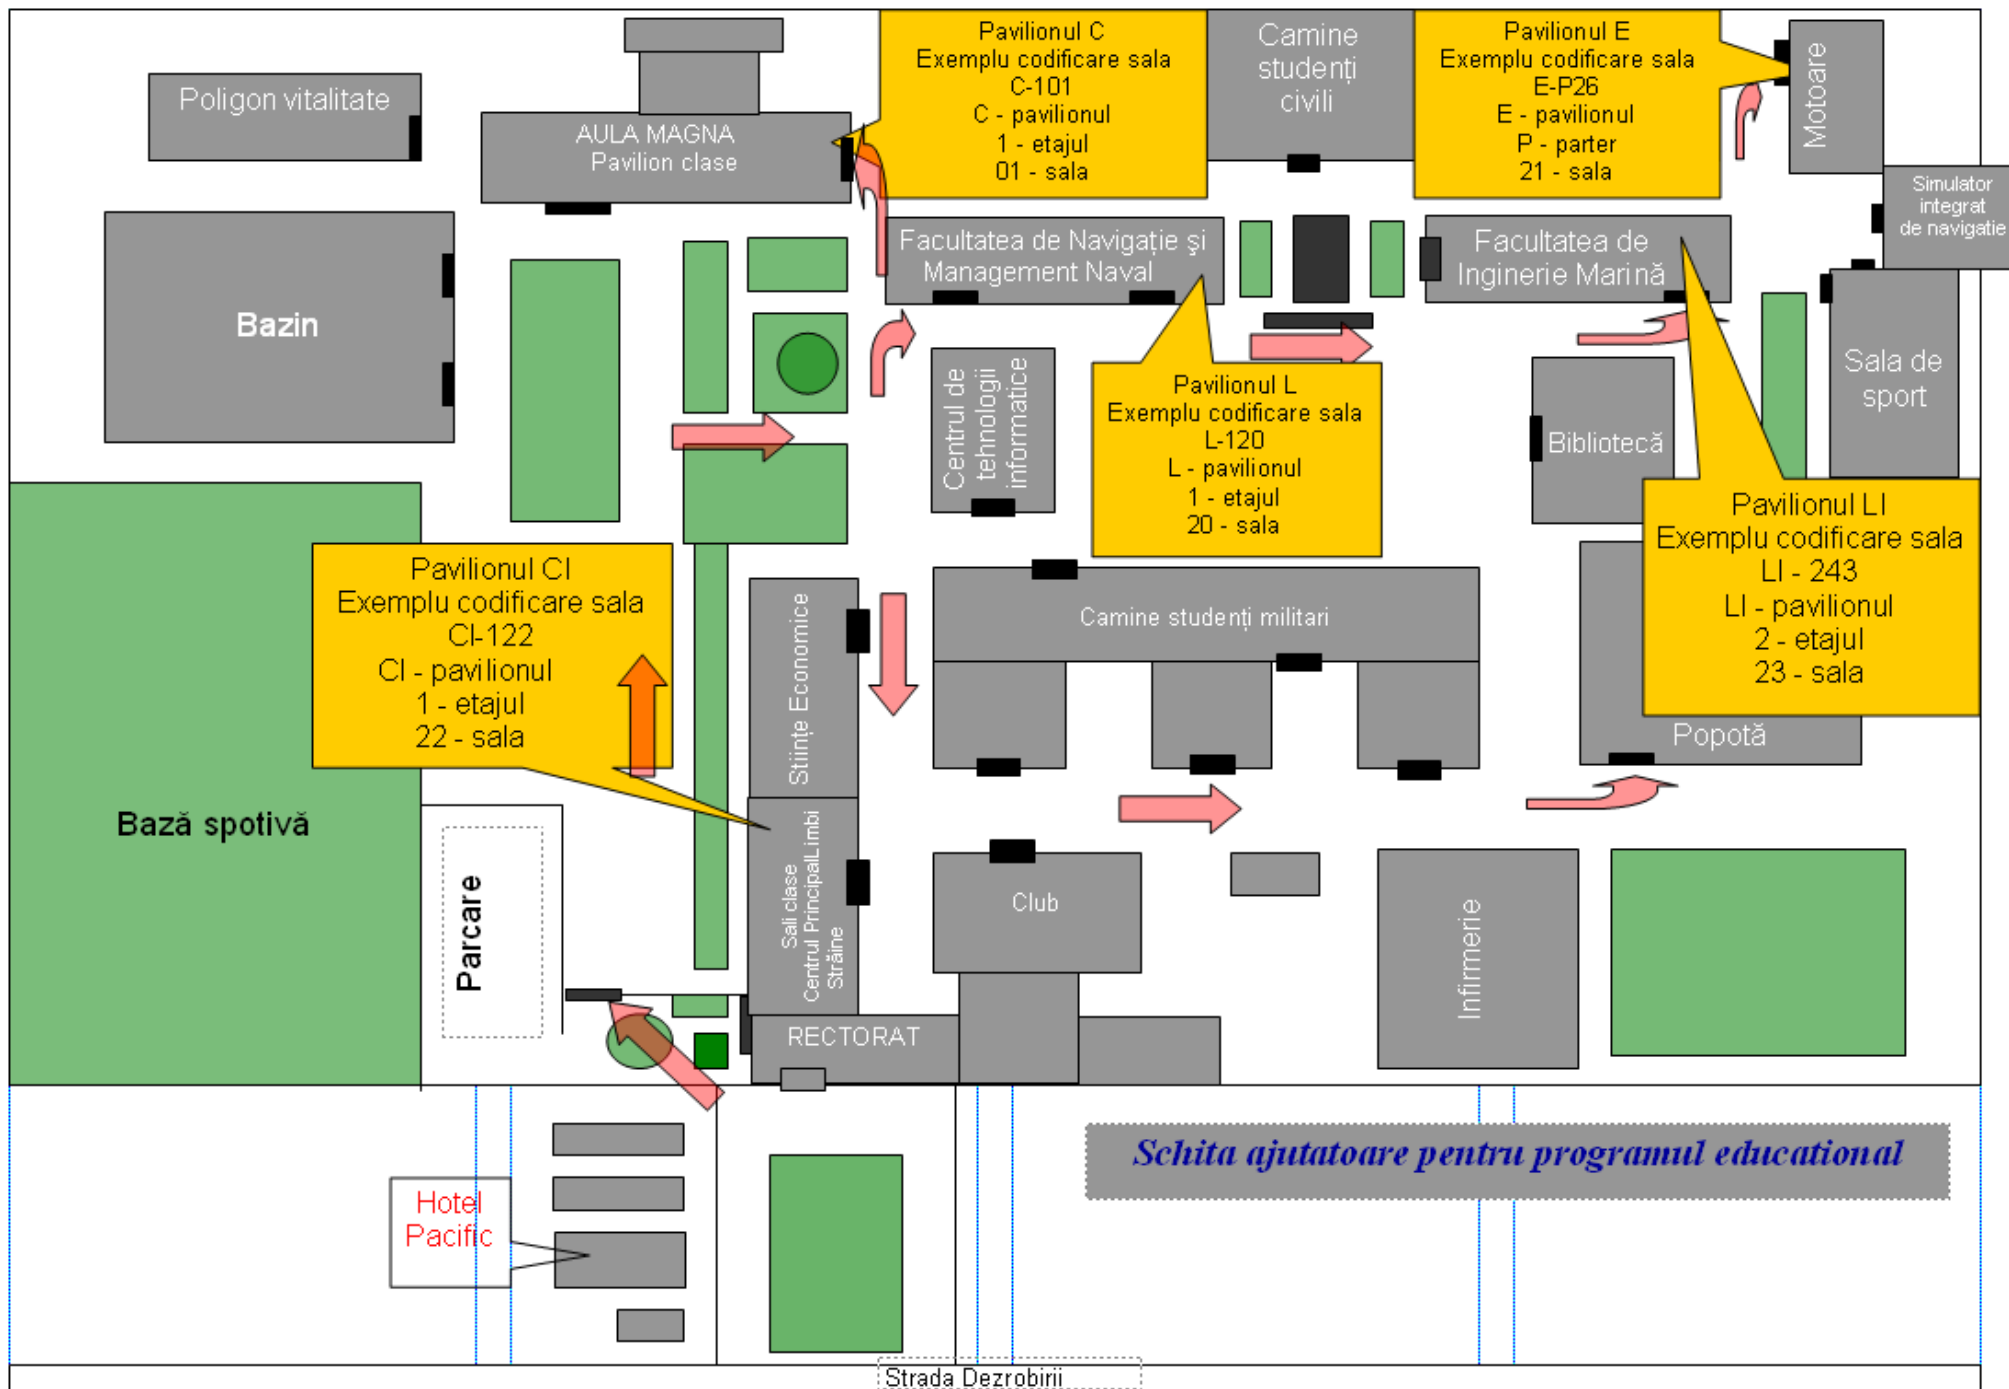 Pavilionul C
Exemplu codificare sala
C-101
C - pavilionul
1 - etajul
01 - sala
Camine
studenți
civili
Pavilionul E
Exemplu codificare sala
E-P26
E - pavilionul
P - parter
21 - sala
Motoare
Poligon vitalitate
AULA MAGNA
Pavilion clase
Simulator
integrat
de navigatie
Facultatea de Navigație şi
Management Naval
Facultatea de
Inginerie Marină
Bazin
Centrul de
tehnologii
informatice
Pavilionul L
Exemplu codificare sala
L-120
L - pavilionul
1 - etajul
20 - sala
Bibliotecă
Sala de
sport
Pavilionul LI
Exemplu codificare sala
LI - 243
LI - pavilionul
2 - etajul
23 - sala
Pavilionul CI
Exemplu codificare sala
CI-122
CI - pavilionul
1 - etajul
22 - sala
Stiințe Economice
Camine studenți militari
Popotă
Bază spotivă
Parcare
Sali clase
Centrul PrincipalLimbi
Străine
Club
Infirmerie
RECTORAT
Schita ajutatoare pentru programul educational
Hotel
Pacific
Strada Dezrobirii